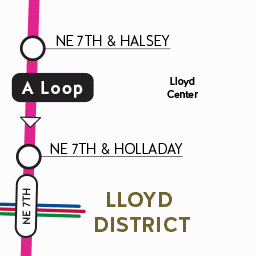 NE 7TH & HALSEY
A Loop
Lloyd
Center
NE 7TH & HOLLADAY
NE 7TH
LLOYD
DISTRICT